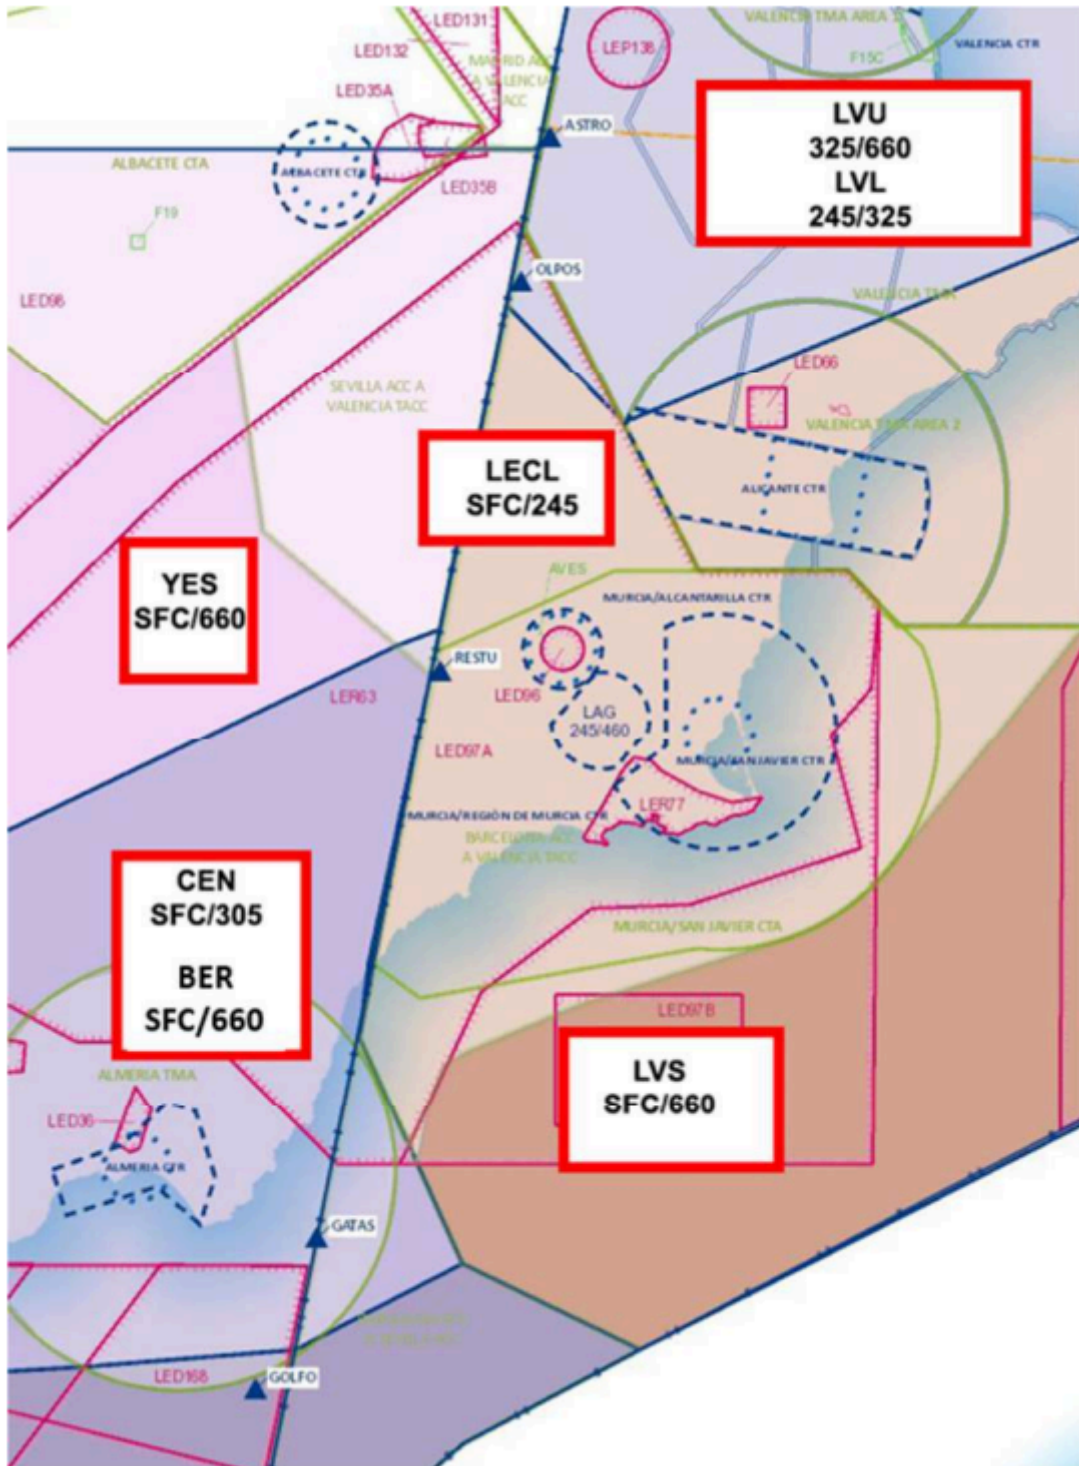 LED131
VALENCIA TMA AREA 1
LED132
LEP138
F15C
VALENCIA CTR
MADRID ACC
A VALENCIA
ACC
LED35A
LVU
325/660
LVL
245/325
ASTRO
ALBACETE CTA
ALBACETE CTR
LED35B
F19
OLPOS
LED98
VALENCIA TMA
LED66
SEVILLA ACC A
VALENCIA TACC
VALENCIA TMA AREA 2
LECL
SFC/245
ALICANTE CTR
YES
SFC/660
AVES
MURCIA/ALCANTARILLA CTR
RESTU
LER63
LED96
LAG
245/460
LED97A
MURCIA/SAN JAVIER CTR
LER77
MURCIA/REGIÓN DE MURCIA CTR
BARCELONA ACC
A VALENCIA TACC
CEN
SFC/305
BER
SFC/660
MURCIA/SAN JAVIER CTA
LED97B
LVS
SFC/660
ALMERIA TMA
LED36
ALMERIA CTR
GATAS
LED168
GOLFO